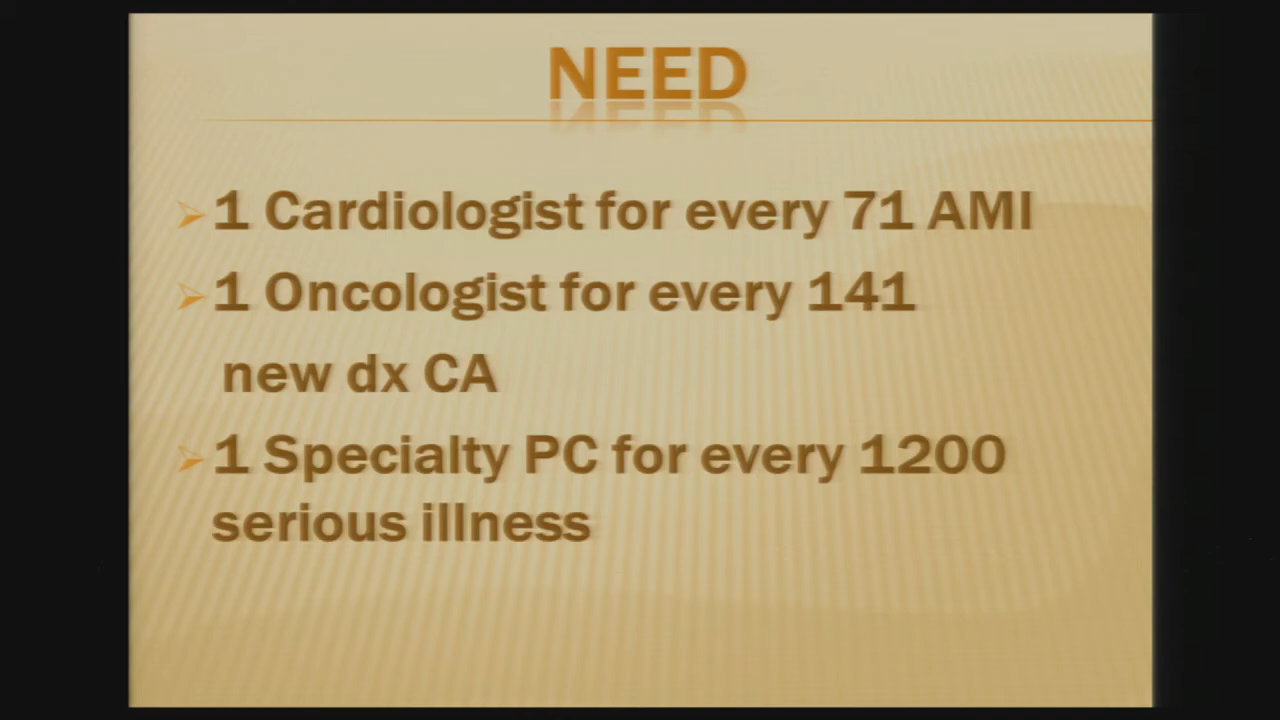 NEED
1 Cardiologist for every 71 AMI
1 Oncologist for every 141
new dx CA
1 Specialty PC for every 1200
serious illness